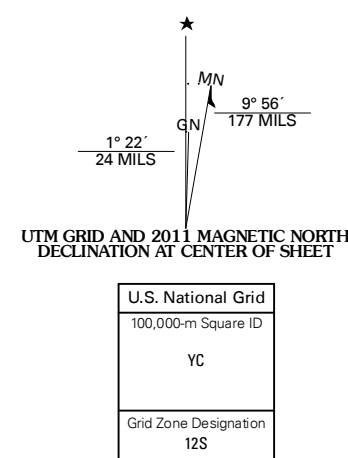 ★
MN
GN
9° 56´
177 MILS
1° 22´
24 MILS
UTM GRID AND 2011 MAGNETIC NORTH
DECLINATION AT CENTER OF SHEET
U.S. National Grid
100,000-m Square ID
YC
Grid Zone Designation
12S